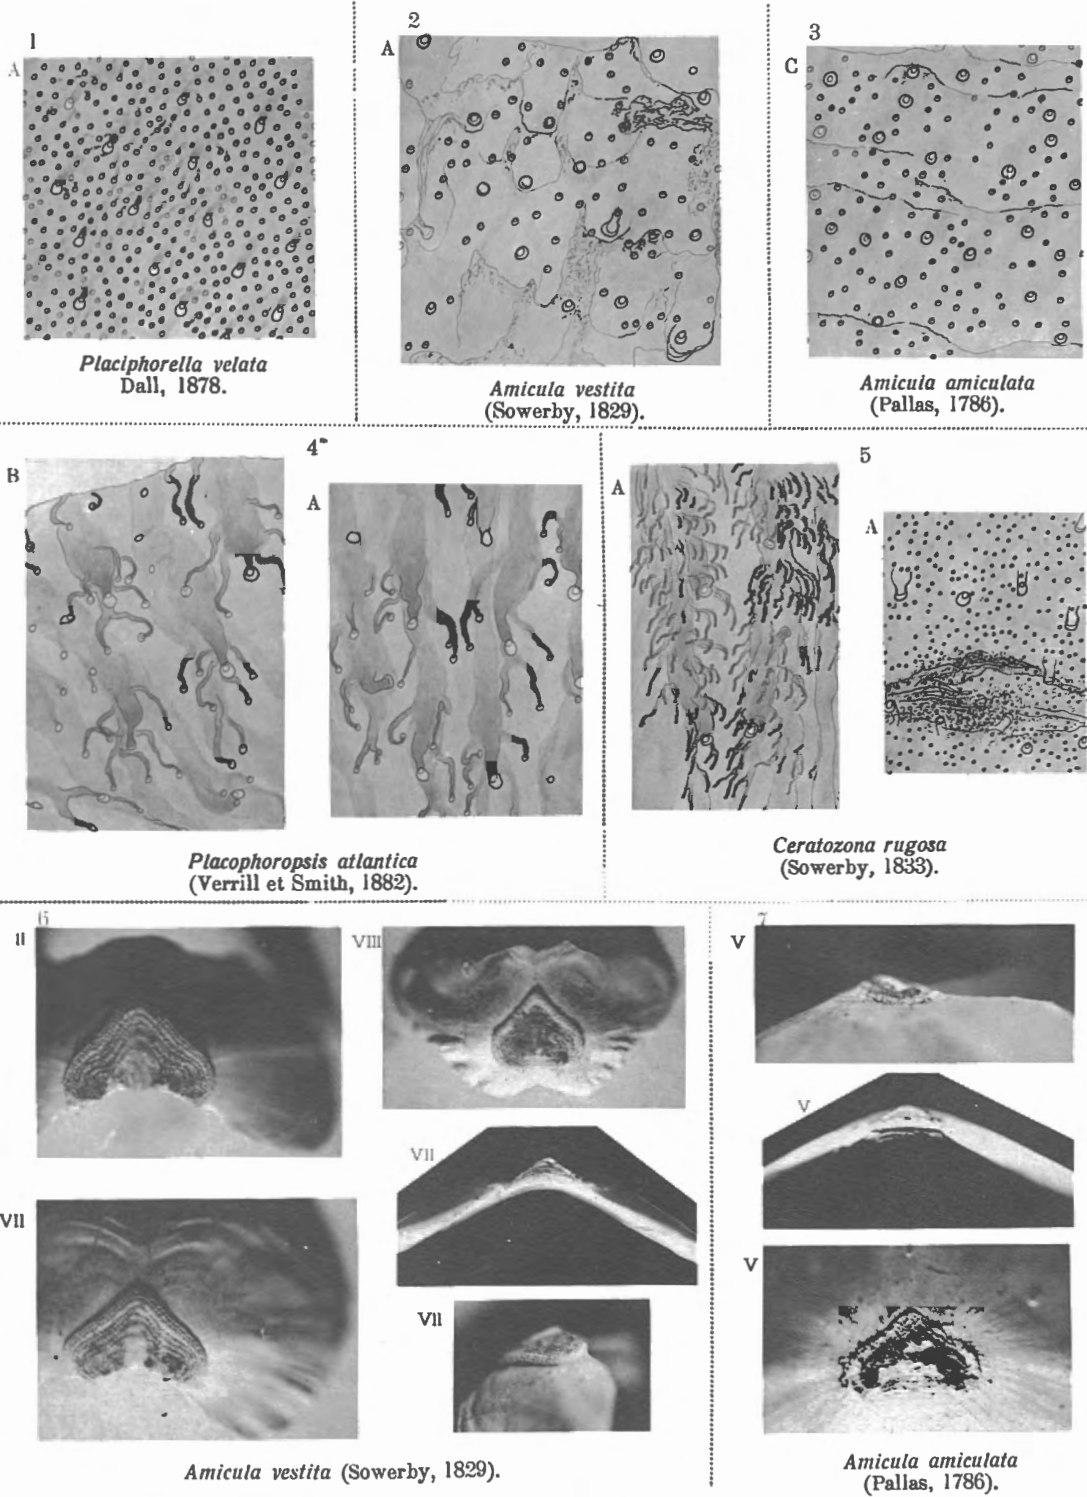 1
A
Placiphorella velata
Dall, 1878.
2
A
Amicula vestita
(Sowerby, 1829).
3
C
Amicula amiculata
(Pallas, 1786).
4
B
A
Placophoropsis atlantica
(Verrill et Smith, 1882).
5
A
A
Ceratozona rugosa
(Sowerby, 1833).
6
II
VIII
VII
VII
VII
Amicula vestita (Sowerby, 1829).
7
V
V
V
Amicula amiculata
(Pallas, 1786).